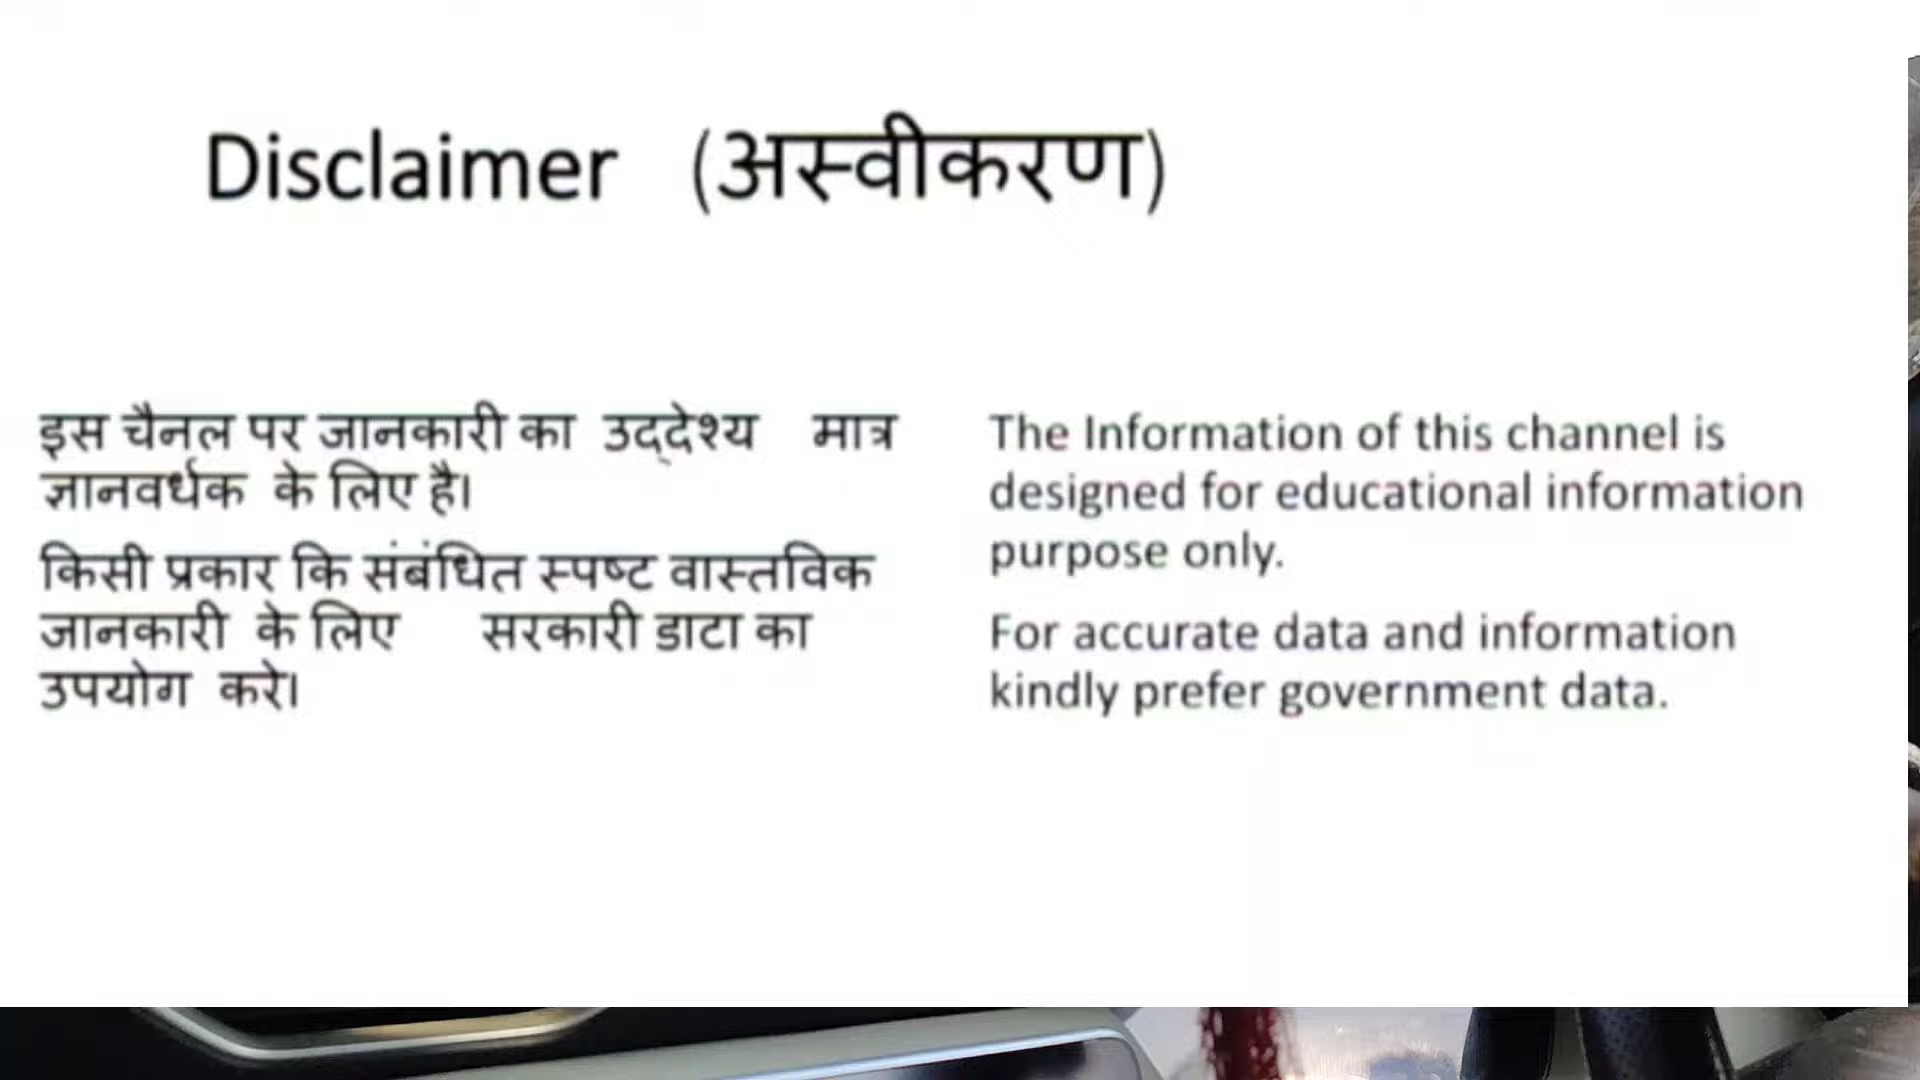 Disclaimer (अस्वीकरण)
इस चैनल पर जानकारी का उद्देश्य मात्र
ज्ञानवर्धक के लिए है।
किसी प्रकार कि संबंधित स्पष्ट वास्तविक
जानकारी के लिए सरकारी डाटा का
उपयोग करे।
The Information of this channel is
designed for educational information
purpose only.
For accurate data and information
kindly prefer government data.